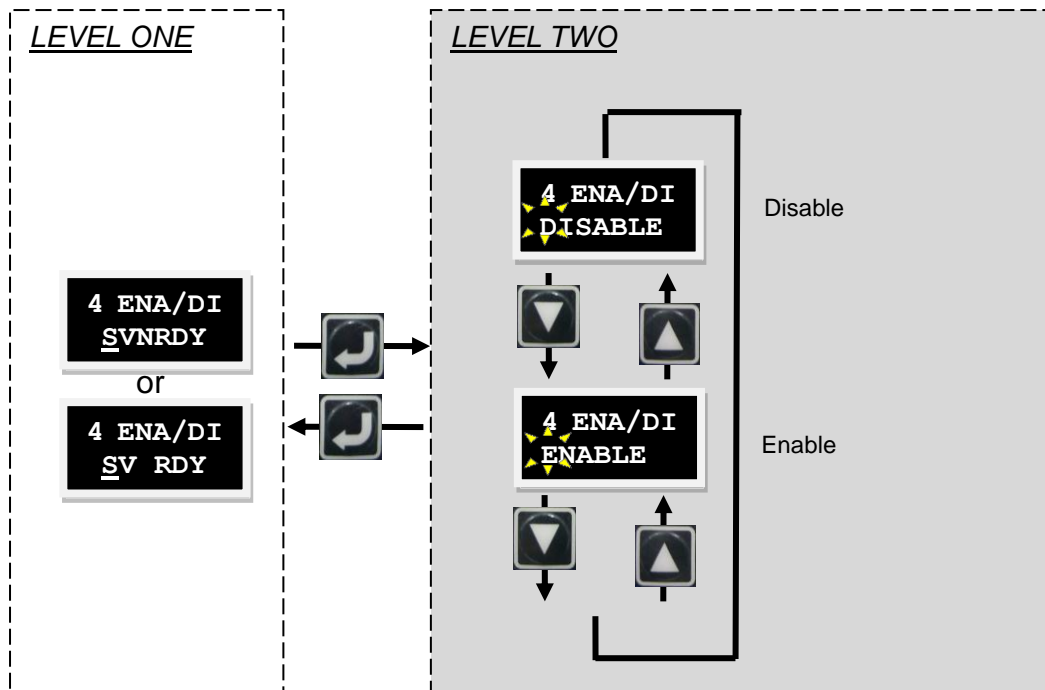 LEVEL ONE
LEVEL TWO
4 ENA/DI
DISABLE
Disable
4 ENA/DI
SVNRDY
or
4 ENA/DI
SV RDY
4 ENA/DI
ENABLE
Enable